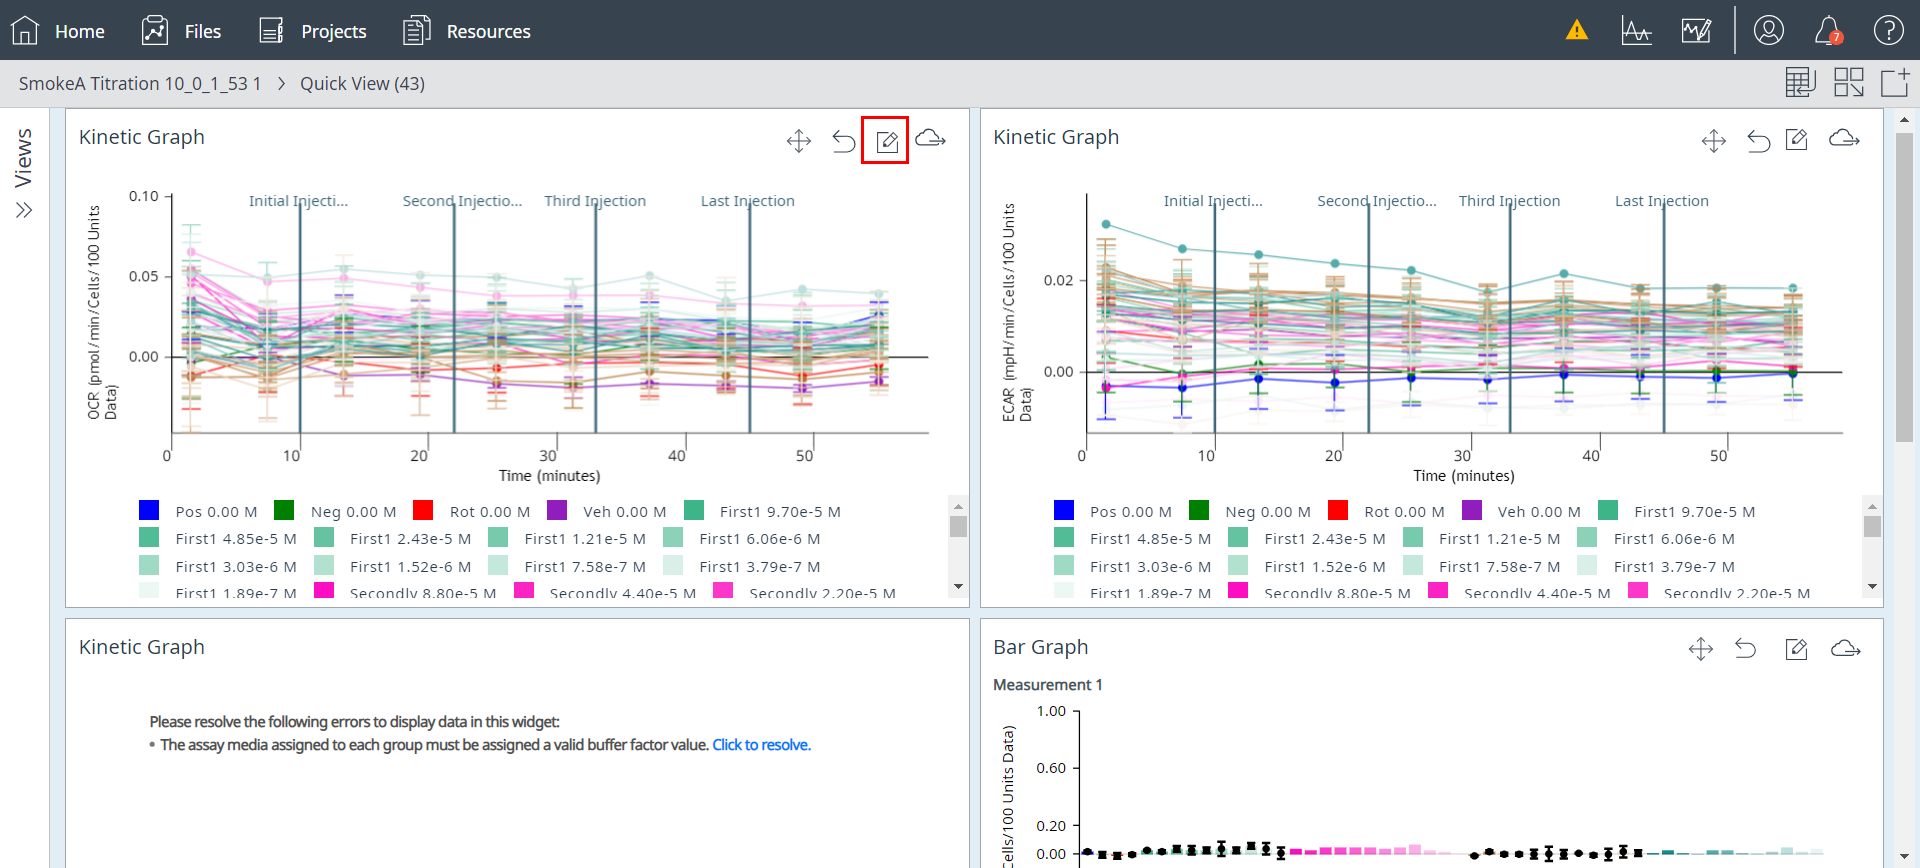 Home Files Projects Resources
7
SmokeA Titration 10_0_1_53 1 > Quick View (43)
Views
Kinetic Graph
Initial Injecti... Second Injectio... Third Injection Last Injection
0.10
0.05
0.00
OCR (pmol/min/Cells/100 Units
Data)
0 10 20 30 40 50
Time (minutes)
Pos 0.00 M Neg 0.00 M Rot 0.00 M Veh 0.00 M First1 9.70e-5 M
First1 4.85e-5 M First1 2.43e-5 M First1 1.21e-5 M First1 6.06e-6 M
First1 3.03e-6 M First1 1.52e-6 M First1 7.58e-7 M First1 3.79e-7 M
First1 1.89e-7 M Secondly 8.80e-5 M Secondly 4.40e-5 M Secondly 2.20e-5 M
Kinetic Graph
Initial Injecti... Second Injectio... Third Injection Last Injection
0.02
0.00
ECAR (mpH/min/Cells/100 Units
Data)
0 10 20 30 40 50
Time (minutes)
Pos 0.00 M Neg 0.00 M Rot 0.00 M Veh 0.00 M First1 9.70e-5 M
First1 4.85e-5 M First1 2.43e-5 M First1 1.21e-5 M First1 6.06e-6 M
First1 3.03e-6 M First1 1.52e-6 M First1 7.58e-7 M First1 3.79e-7 M
First1 1.89e-7 M Secondly 8.80e-5 M Secondly 4.40e-5 M Secondly 2.20e-5 M
Kinetic Graph
Please resolve the following errors to display data in this widget:
• The assay media assigned to each group must be assigned a valid buffer factor value. Click to resolve.
Bar Graph
Measurement 1
1.00
0.60
0.20
0.00
Cells/100 Units Data)